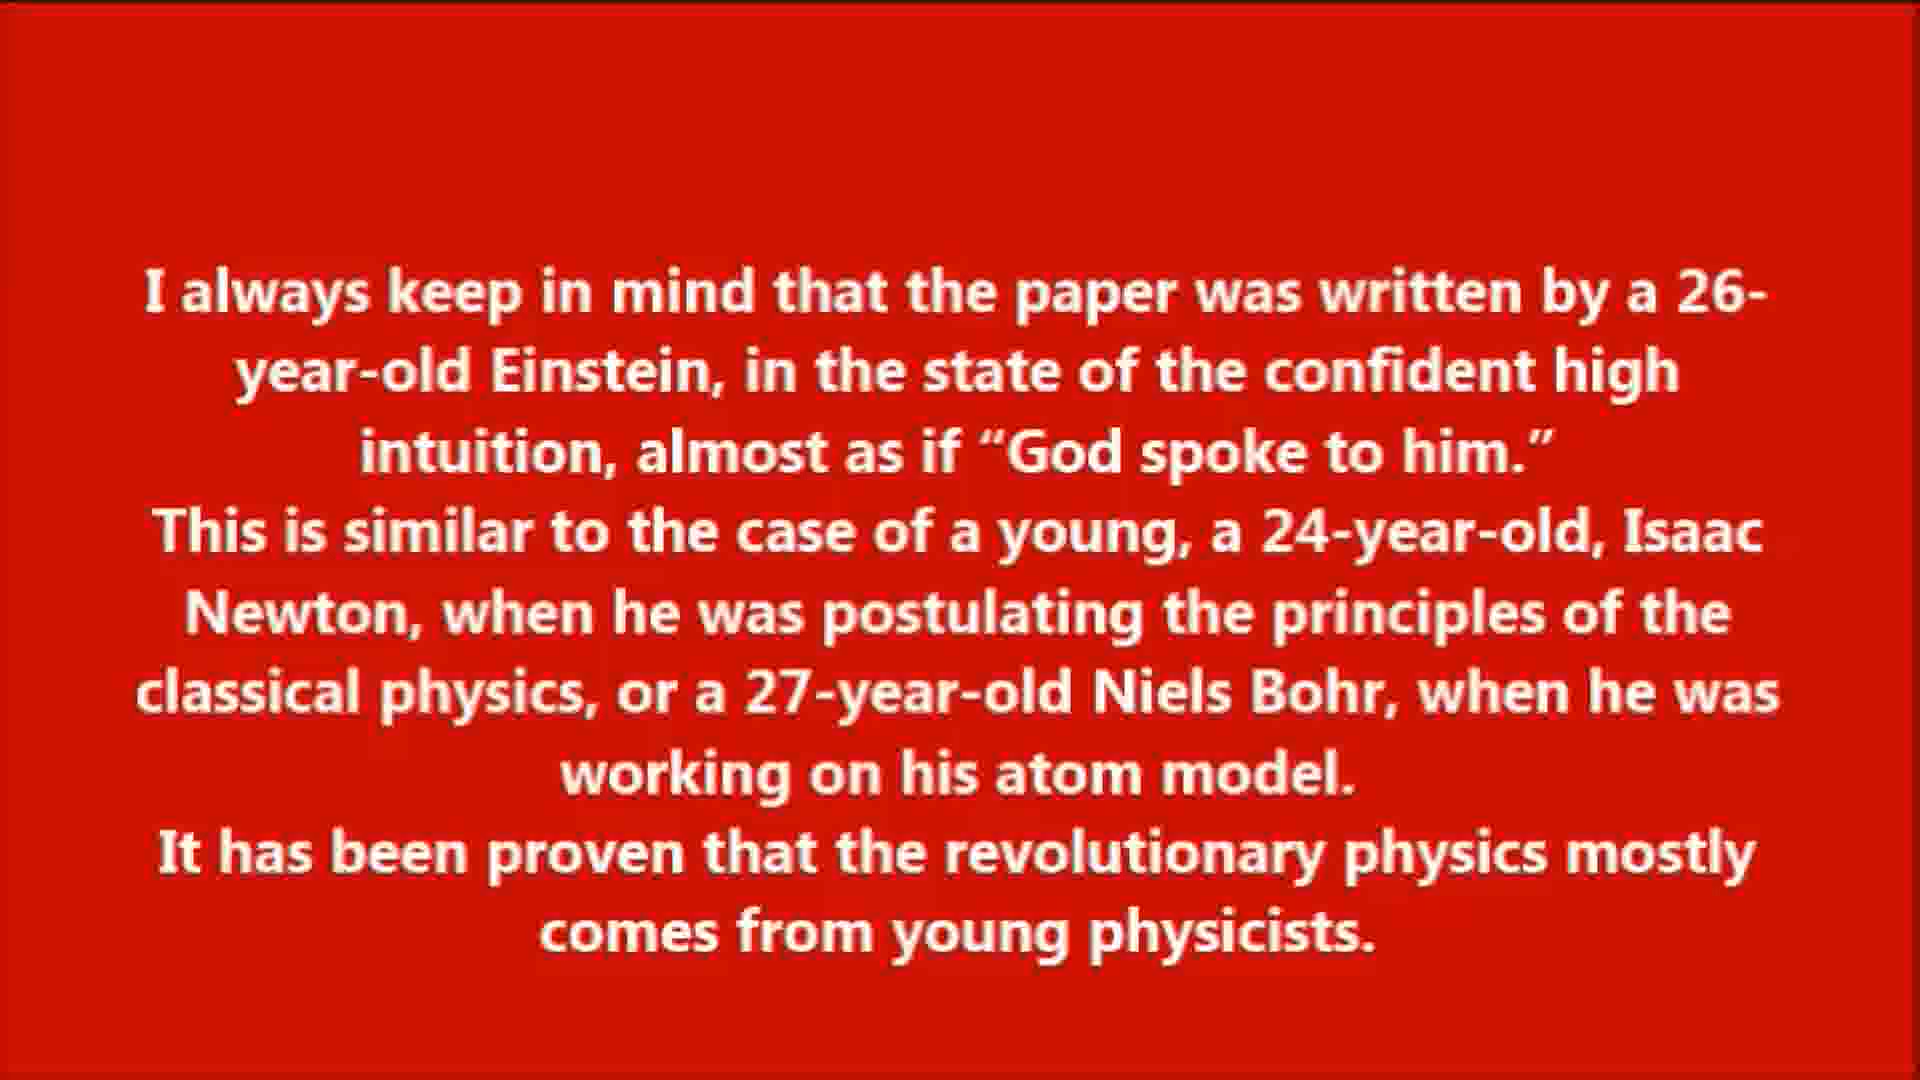 I always keep in mind that the paper was written by a 26-
year-old Einstein, in the state of the confident high
intuition, almost as if “God spoke to him.”
This is similar to the case of a young, a 24-year-old, Isaac
Newton, when he was postulating the principles of the
classical physics, or a 27-year-old Niels Bohr, when he was
working on his atom model.
It has been proven that the revolutionary physics mostly
comes from young physicists.